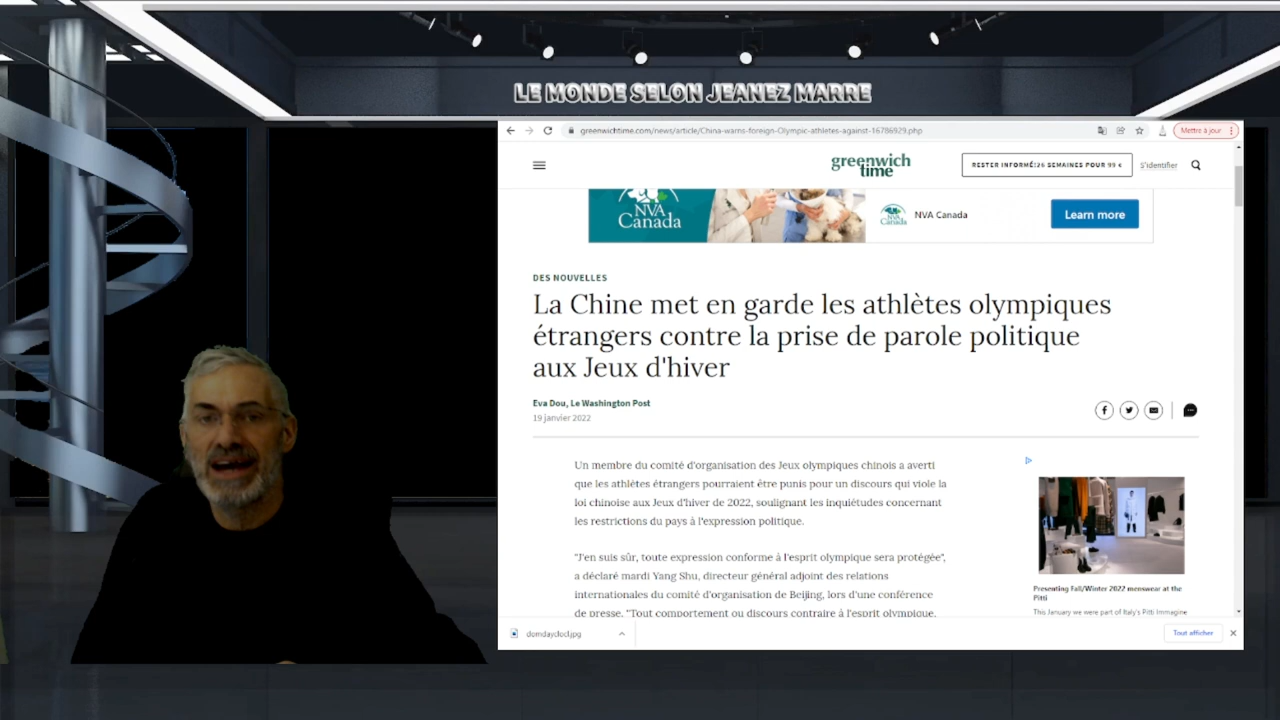 LE MONDE SELON JEANEZ MARRE
greenwichtime.com/news/article/China-warns-foreign-Olympic-athletes-against-16786929.php
Mettre à jour
greenwich
time
RESTER INFORMÉ:26 SEMAINES POUR 99 ¢
S'identifier
NVA
Canada
NVA
Canada
NVA Canada
Learn more
DES NOUVELLES
La Chine met en garde les athlètes olympiques
étrangers contre la prise de parole politique
aux Jeux d'hiver
Eva Dou, Le Washington Post
19 janvier 2022
Un membre du comité d'organisation des Jeux olympiques chinois a averti
que les athlètes étrangers pourraient être punis pour un discours qui viole la
loi chinoise aux Jeux d'hiver de 2022, soulignant les inquiétudes concernant
les restrictions du pays à l'expression politique.
"J'en suis sûr, toute expression conforme à l'esprit olympique sera protégée",
a déclaré mardi Yang Shu, directeur général adjoint des relations
internationales du comité d'organisation de Beijing, lors d'une conférence
de presse. "Tout comportement ou discours contraire à l'esprit olympique,
Presenting Fall/Winter 2022 menswear at the
Pitti
This January we were part of Italy's Pitti Immagine
domdayclocl.jpg
Tout afficher